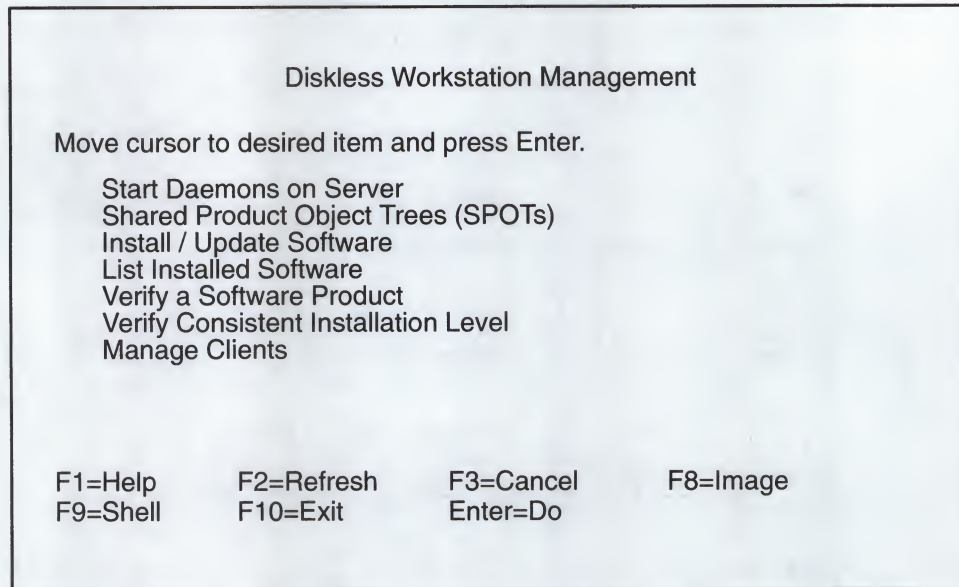 Diskless Workstation Management
Move cursor to desired item and press Enter.
Start Daemons on Server
Shared Product Object Trees (SPOTs)
Install / Update Software
List Installed Software
Verify a Software Product
Verify Consistent Installation Level
Manage Clients
F1=Help F2=Refresh F3=Cancel F8=Image
F9=Shell F10=Exit Enter=Do